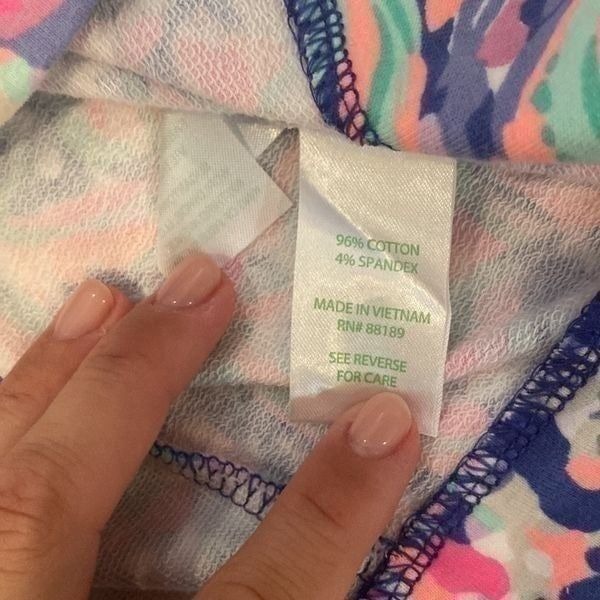 96% COTTON
4% SPANDEX
MADE IN VIETNAM
RN# 88189
SEE REVERSE
FOR CARE